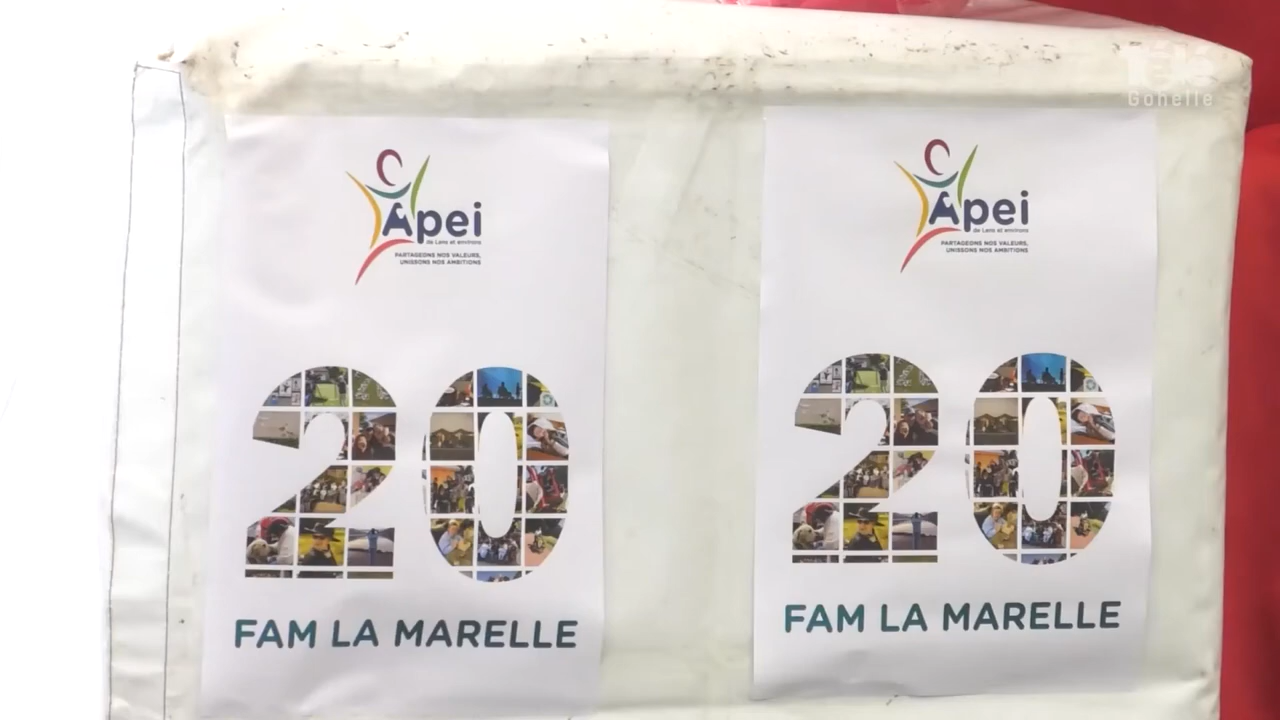 Télé
Gohelle
Apei
de Lens et environs
PARTAGEONS NOS VALEURS,
UNISSONS NOS AMBITIONS
20
FAM LA MARELLE
Apei
de Lens et environs
PARTAGEONS NOS VALEURS,
UNISSONS NOS AMBITIONS
20
FAM LA MARELLE